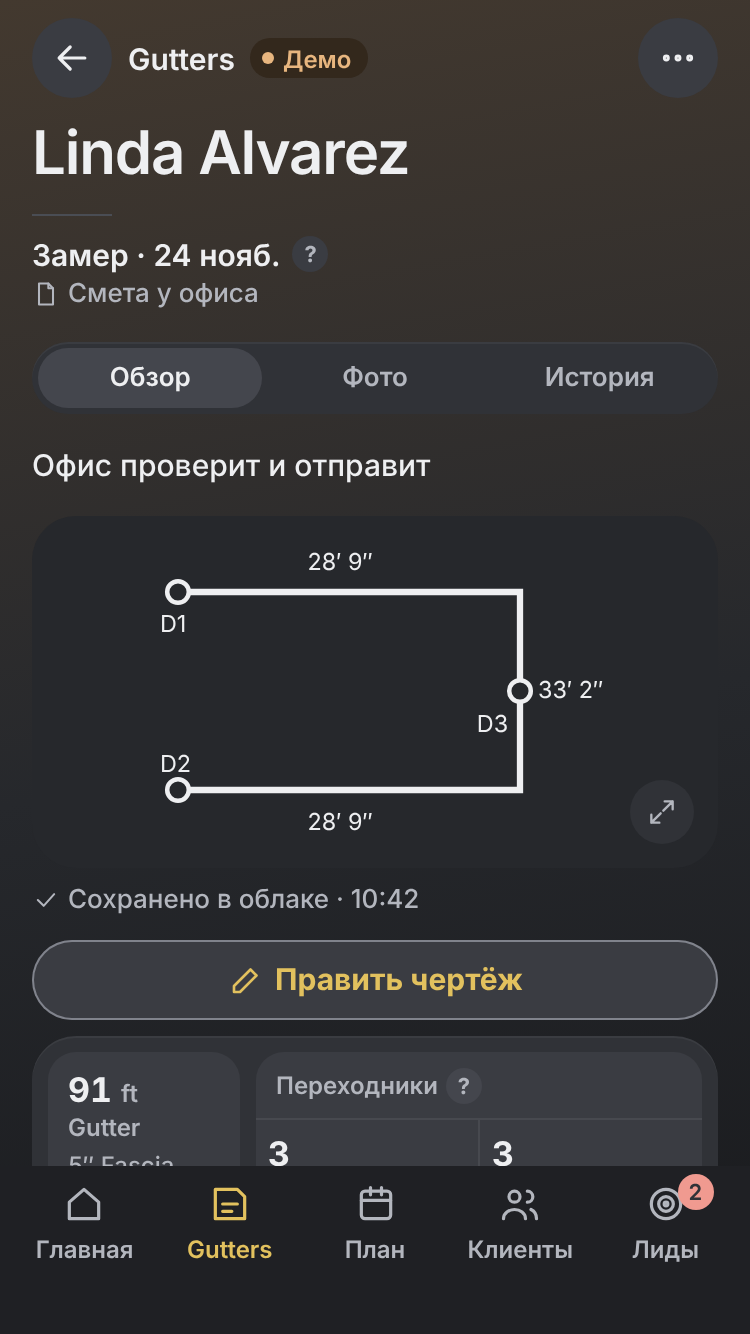 Gutters
Демо
Linda Alvarez
Замер · 24 нояб. ?
Смета у офиса
Обзор
Фото
История
Офис проверит и отправит
28′ 9″
D1
33′ 2″
D3
D2
28′ 9″
Сохранено в облаке · 10:42
Править чертёж
91 ft
Gutter
5″ Fascia
Переходники ?
3
3
2
Главная
Gutters
План
Клиенты
Лиды